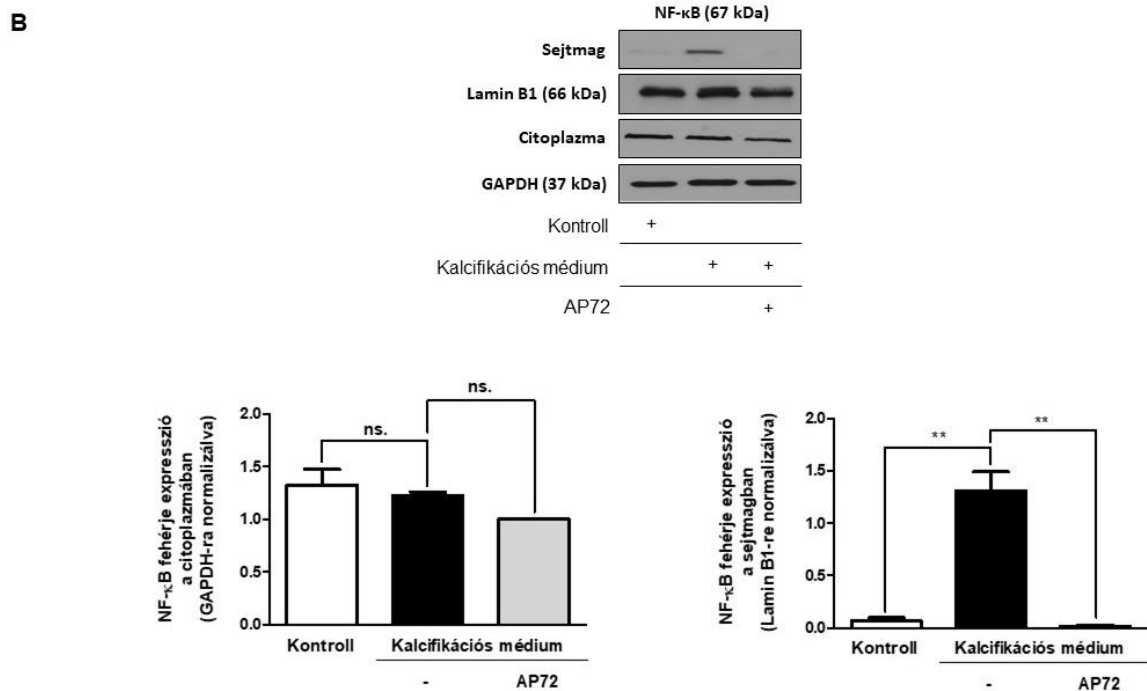 B
NF-κB (67 kDa)
Sejtmag
Lamin B1 (66 kDa)
Citoplazma
GAPDH (37 kDa)
Kontroll +
Kalcifikációs médium + +
AP72 +
NF-κB fehérje expresszió
a citoplazmában
(GAPDH-ra normalizálva)
2.0
1.5
1.0
0.5
0.0
ns.
ns.
Kontroll
Kalcifikációs médium
- AP72
NF-κB fehérje expresszió
a sejtmagban
(Lamin B1-re normalizálva)
2.0
1.5
1.0
0.5
0.0
**
**
Kontroll
Kalcifikációs médium
- AP72